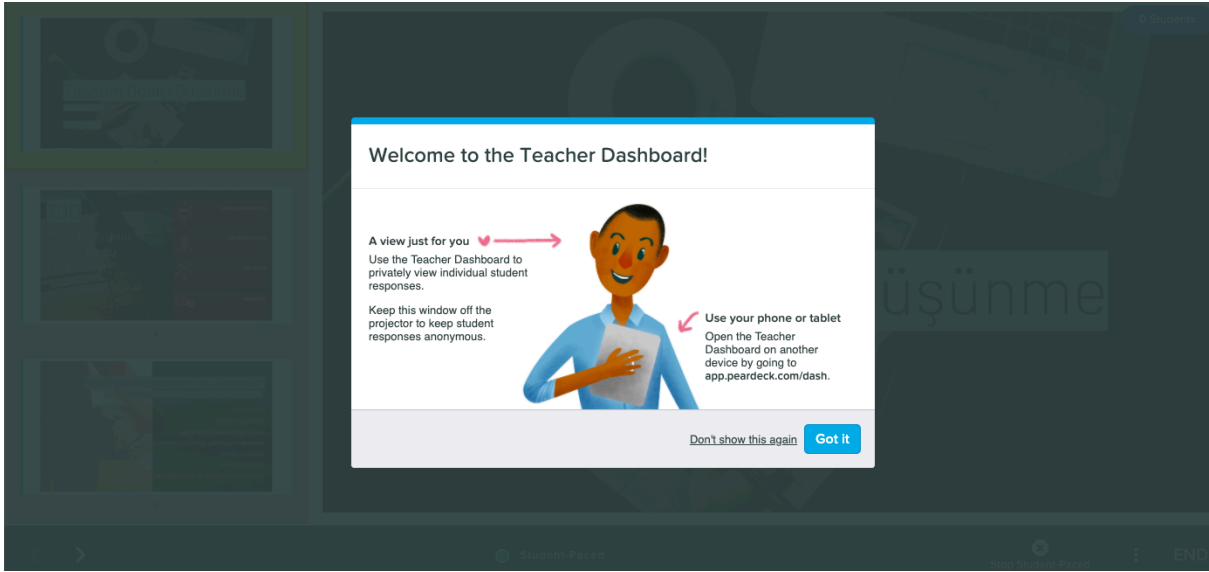 0 Students
Welcome to the Teacher Dashboard!
A view just for you
Use the Teacher Dashboard to
privately view individual student
responses.
Keep this window off the
projector to keep student
responses anonymous.
Use your phone or tablet
Open the Teacher
Dashboard on another
device by going to
app.peardeck.com/dash.
Don't show this again
Got it
üşünme
Student-Paced
Stop Student-Paced
END